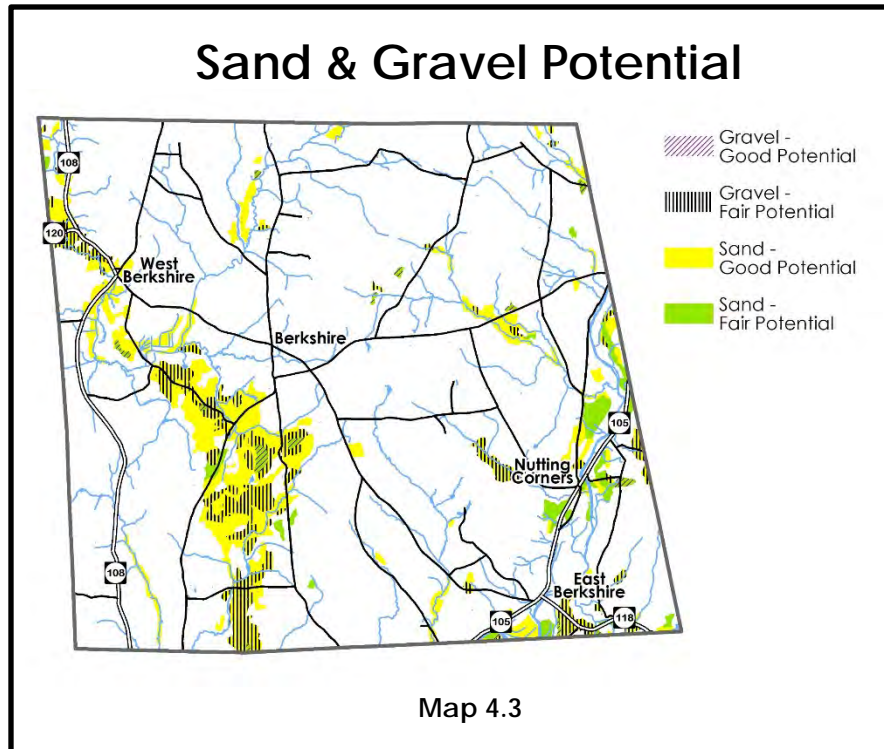 Sand & Gravel Potential
Gravel -
Good Potential
Gravel -
Fair Potential
Sand -
Good Potential
Sand -
Fair Potential
108
120
West
Berkshire
Berkshire
105
Nutting
Corners
108
East
Berkshire
105
118
Map 4.3